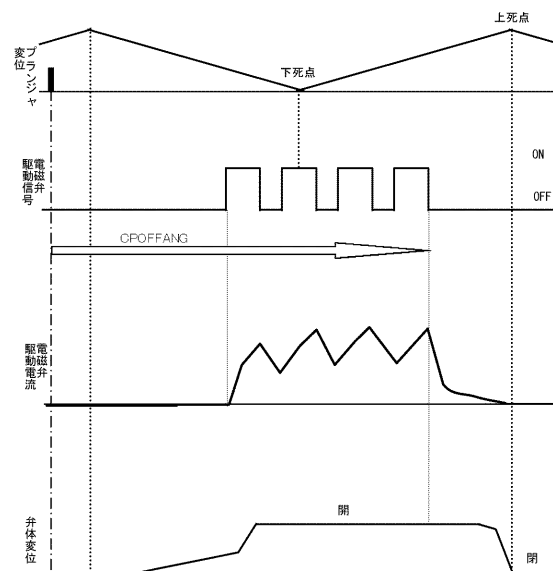 上死点
プランジャ
変位
下死点
ON
電磁弁
駆動信号
OFF
CPOFFANG
電磁弁
駆動電流
開
弁体変位
閉